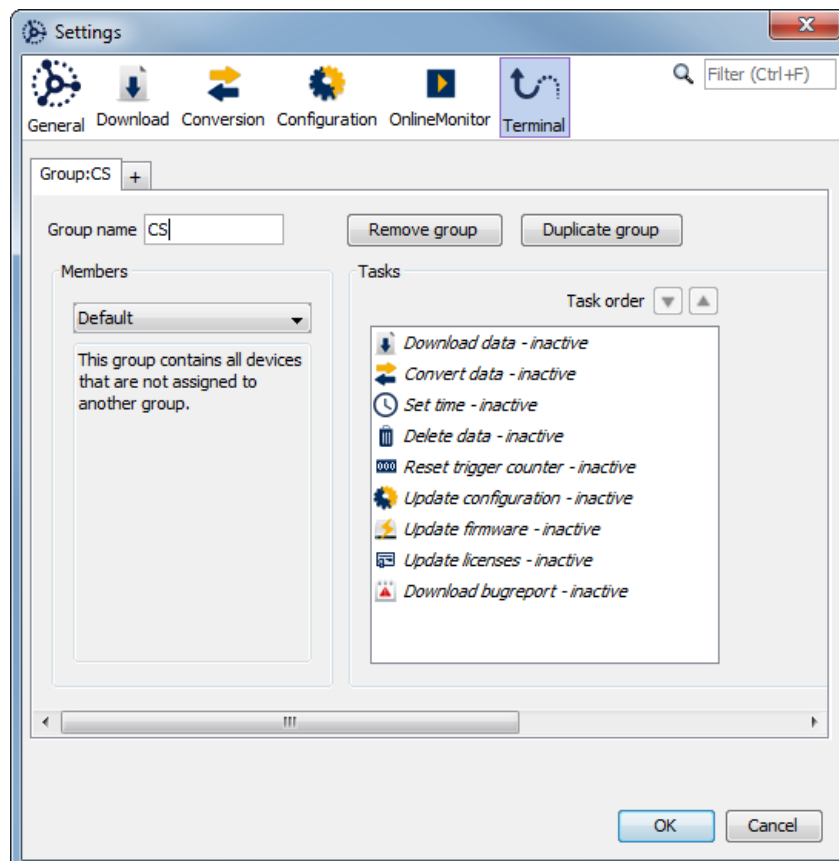 Settings
Filter (Ctrl+F)
General Download Conversion Configuration OnlineMonitor Terminal
Group:CS +
Group name CS Remove group Duplicate group
Members
Default
This group contains all devices
that are not assigned to
another group.
Tasks
Task order
Download data - inactive
Convert data - inactive
Set time - inactive
Delete data - inactive
000 Reset trigger counter - inactive
Update configuration - inactive
Update firmware - inactive
Update licenses - inactive
Download bugreport - inactive
OK Cancel